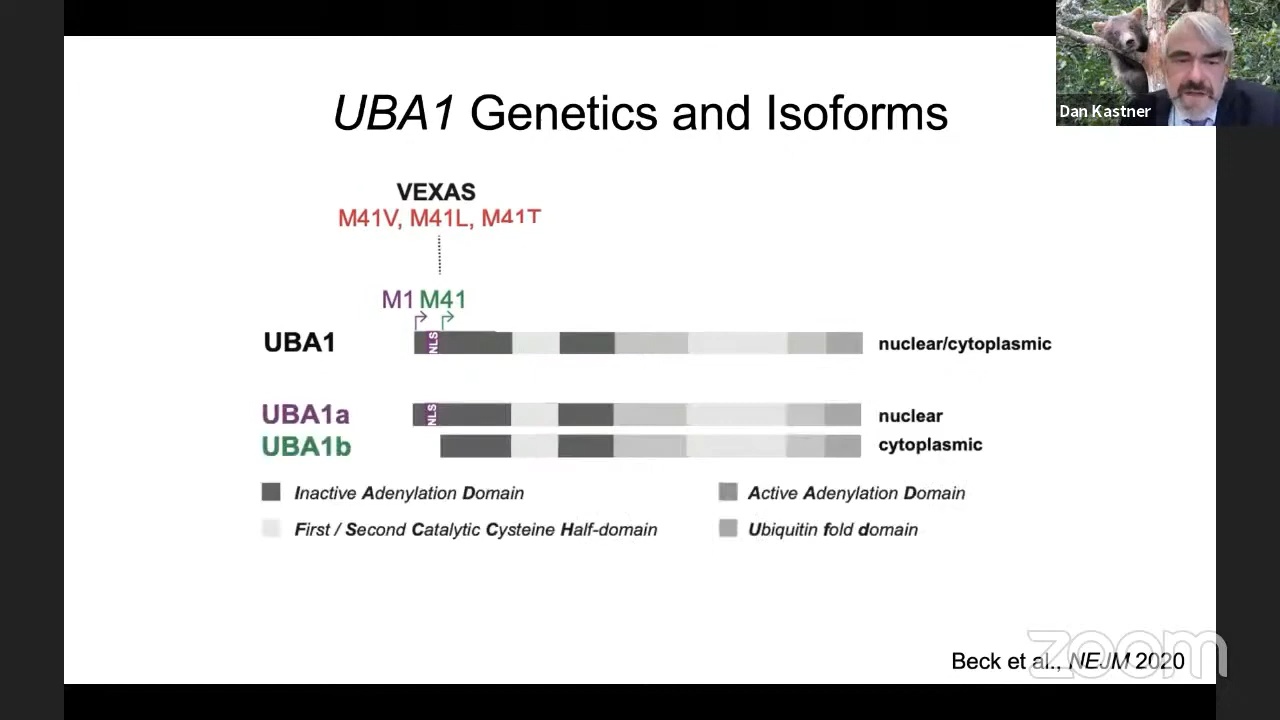 Dan Kastner
UBA1 Genetics and Isoforms
VEXAS
M41V, M41L, M41T
M1 M41
UBA1 NLS nuclear/cytoplasmic
UBA1a NLS nuclear
UBA1b cytoplasmic
Inactive Adenylation Domain
Active Adenylation Domain
First / Second Catalytic Cysteine Half-domain
Ubiquitin fold domain
Beck et al., NEJM 2020
zoom